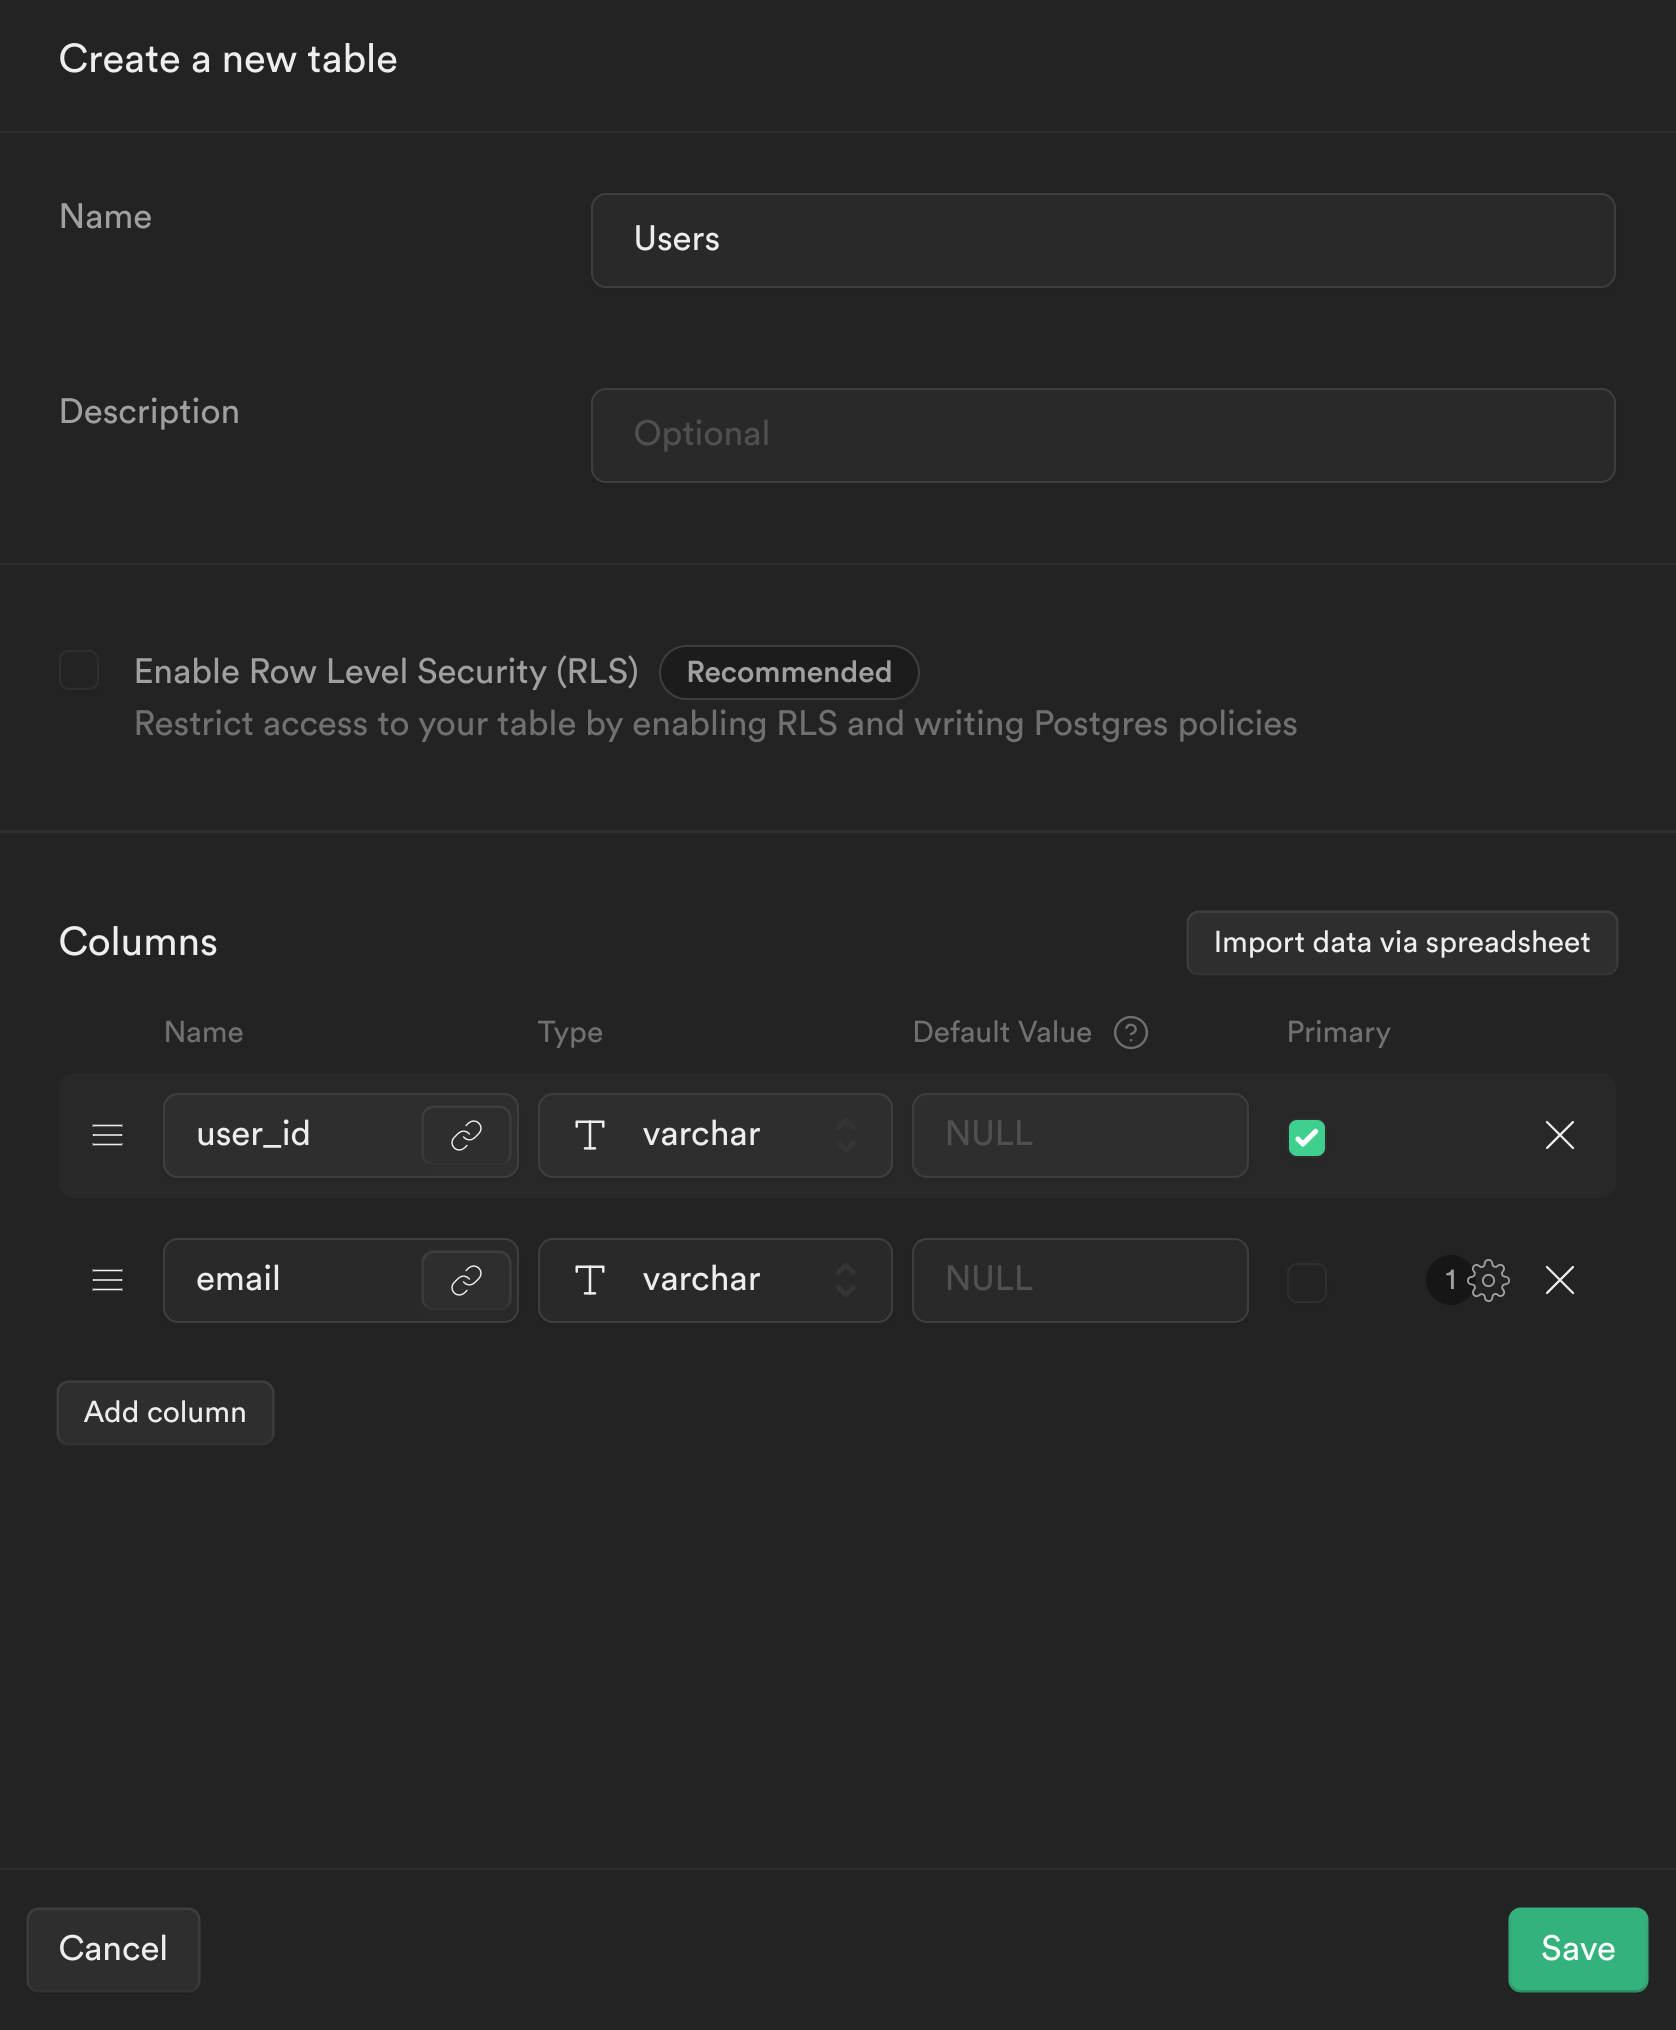 Create a new table
Name
Users
Description
Optional
Enable Row Level Security (RLS) Recommended
Restrict access to your table by enabling RLS and writing Postgres policies
Columns Import data via spreadsheet
Name Type Default Value ? Primary
user_id T varchar NULL
email T varchar NULL 1
Add column
Cancel Save